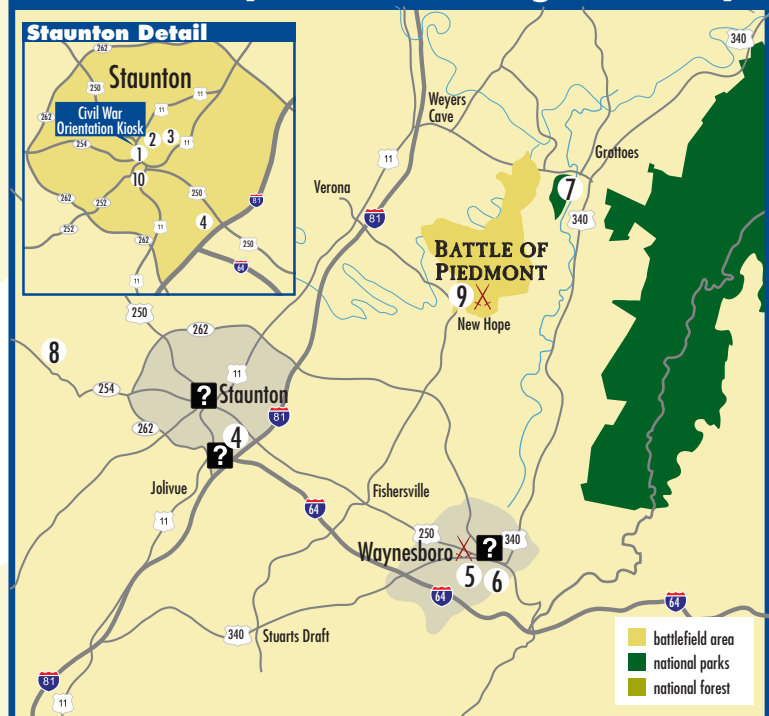 Staunton Detail
262
Staunton
250
11
Civil War
Orientation Kiosk
11
262
254
1
2
3
11
10
262
252
250
81
252
262
11
4
250
64
11
340
Weyers
Cave
11
Grottoes
Verona
7
81
340
BATTLE OF
PIEDMONT
9
New Hope
250
262
8
11
254
?
Staunton
81
262
4
?
Jolivue
Fishersville
11
64
250
340
Waynesboro
?
5
6
64
64
340
Stuarts Draft
81
11
battlefield area
national parks
national forest